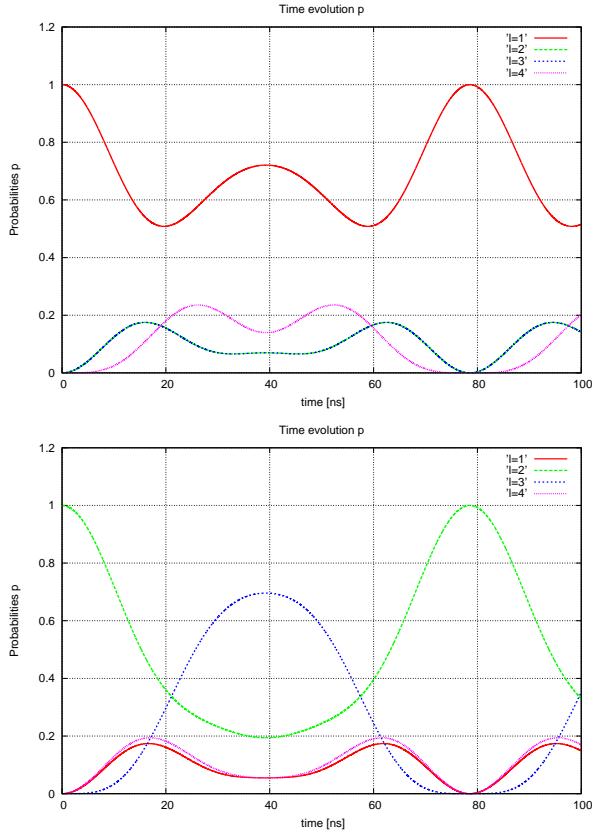 Time evolution p
1.2
1
0.8
0.6
0.4
0.2
0
Probabilities p
'l=1'
'l=2'
'l=3'
'l=4'
0 20 40 60 80 100
time [ns]
Time evolution p
1.2
1
0.8
0.6
0.4
0.2
0
Probabilities p
'l=1'
'l=2'
'l=3'
'l=4'
0 20 40 60 80 100
time [ns]